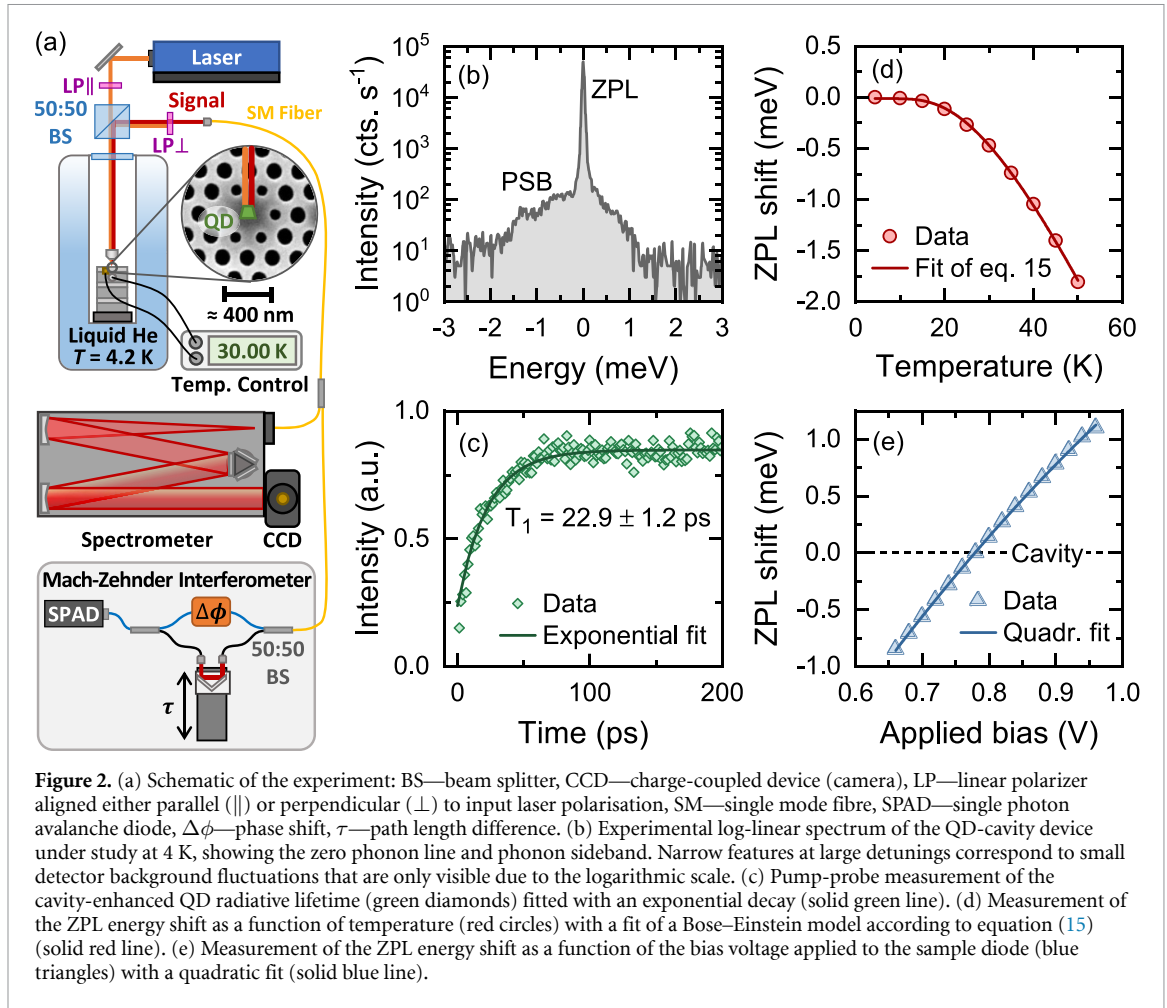 (a)
Laser
LP∥
50:50
BS
Signal
SM Fiber
LP⊥
QD
≈ 400 nm
Liquid He
T = 4.2 K
30.00 K
Temp. Control
Spectrometer
CCD
Mach-Zehnder Interferometer
SPAD
Δϕ
50:50
BS
τ
(b)
ZPL
PSB
Intensity (cts. s⁻¹)
10⁵
10⁴
10³
10²
10¹
10⁰
-3 -2 -1 0 1 2 3
Energy (meV)
(c)
T₁ = 22.9 ± 1.2 ps
Data
Exponential fit
Intensity (a.u.)
1.0
0.5
0.0
0 50 100 150 200
Time (ps)
(d)
Data
Fit of eq. 15
ZPL shift (meV)
0.5
0.0
-0.5
-1.0
-1.5
-2.0
0 20 40 60
Temperature (K)
(e)
Cavity
Data
Quadr. fit
ZPL shift (meV)
1.0
0.5
0.0
-0.5
-1.0
0.6 0.7 0.8 0.9 1.0
Applied bias (V)
Figure 2. (a) Schematic of the experiment: BS—beam splitter, CCD—charge-coupled device (camera), LP—linear polarizer
aligned either parallel (∥) or perpendicular (⊥) to input laser polarisation, SM—single mode fibre, SPAD—single photon
avalanche diode, Δϕ—phase shift, τ—path length difference. (b) Experimental log-linear spectrum of the QD-cavity device
under study at 4 K, showing the zero phonon line and phonon sideband. Narrow features at large detunings correspond to small
detector background fluctuations that are only visible due to the logarithmic scale. (c) Pump-probe measurement of the
cavity-enhanced QD radiative lifetime (green diamonds) fitted with an exponential decay (solid green line). (d) Measurement of
the ZPL energy shift as a function of temperature (red circles) with a fit of a Bose–Einstein model according to equation (15)
(solid red line). (e) Measurement of the ZPL energy shift as a function of the bias voltage applied to the sample diode (blue
triangles) with a quadratic fit (solid blue line).